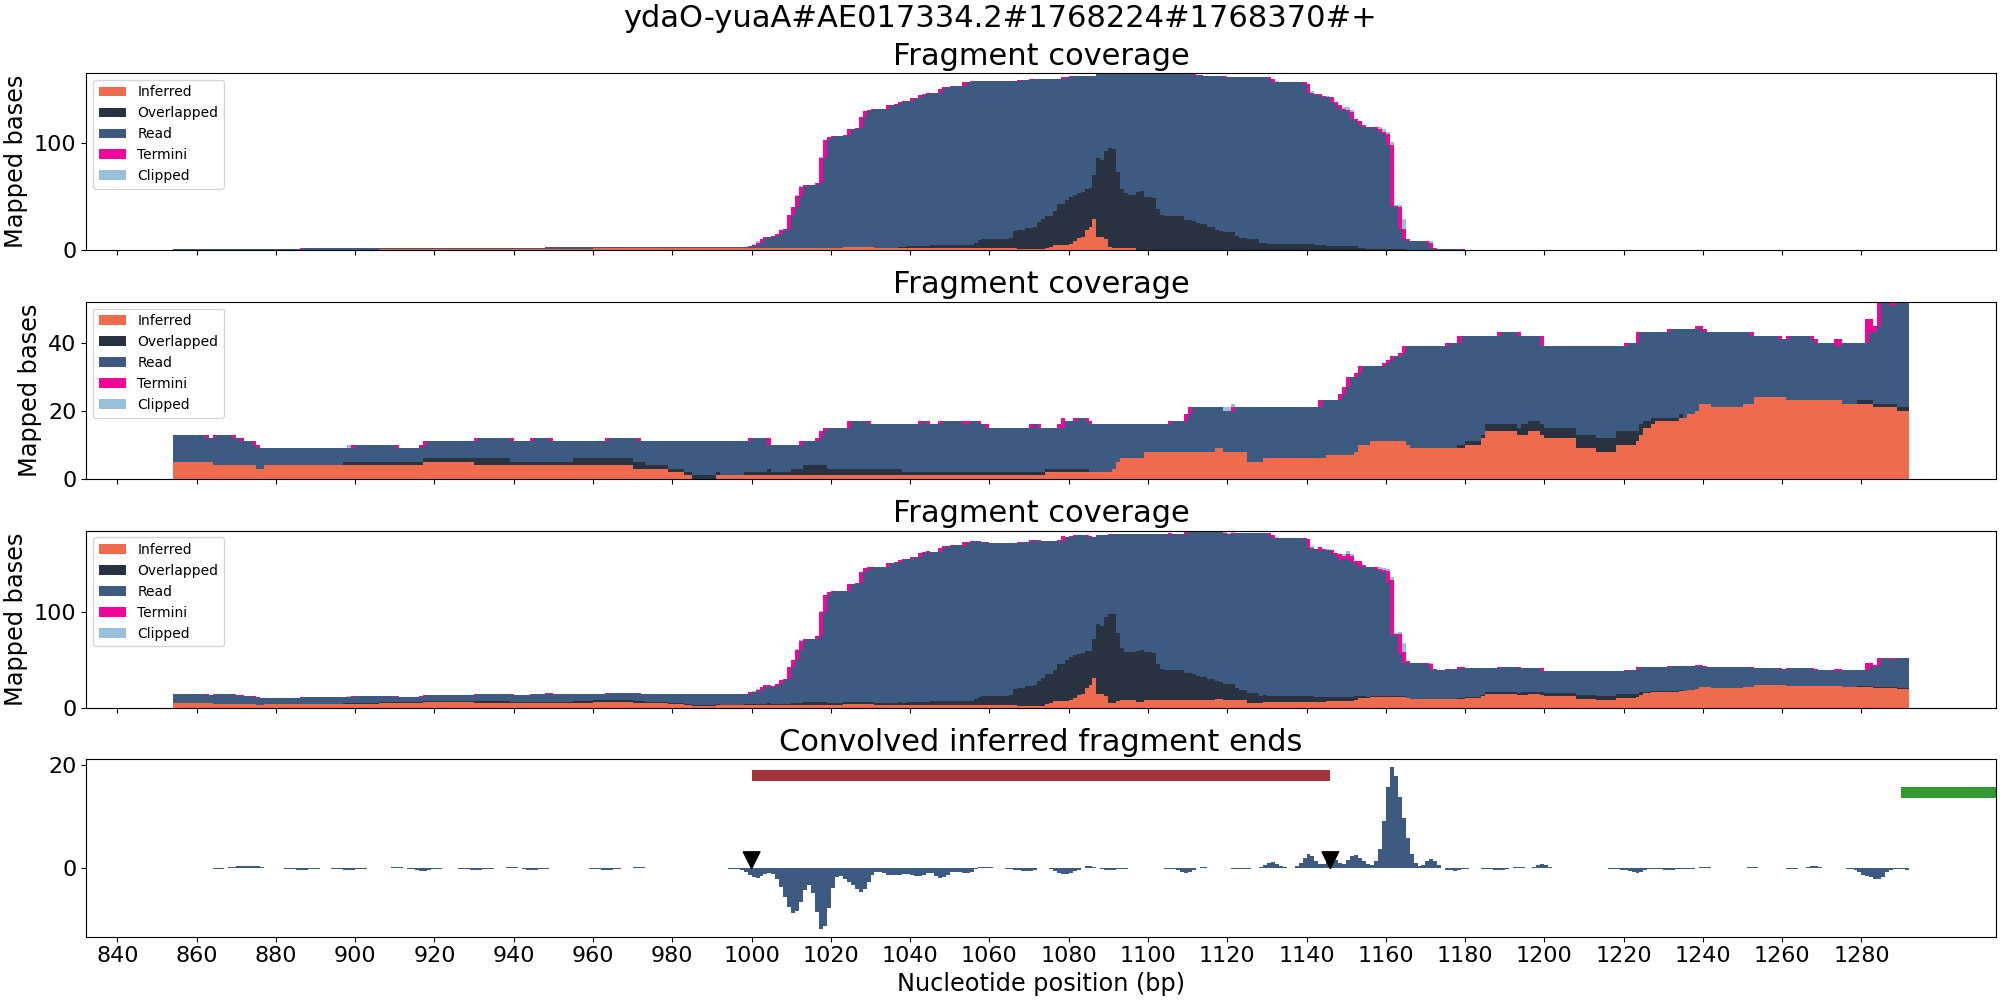 ydaO-yuaA#AE017334.2#1768224#1768370#+
Fragment coverage
Mapped bases
100
0
Inferred
Overlapped
Read
Termini
Clipped
Fragment coverage
Mapped bases
40
20
0
Inferred
Overlapped
Read
Termini
Clipped
Fragment coverage
Mapped bases
100
0
Inferred
Overlapped
Read
Termini
Clipped
Convolved inferred fragment ends
20
0
840 860 880 900 920 940 960 980 1000 1020 1040 1060 1080 1100 1120 1140 1160 1180 1200 1220 1240 1260 1280
Nucleotide position (bp)